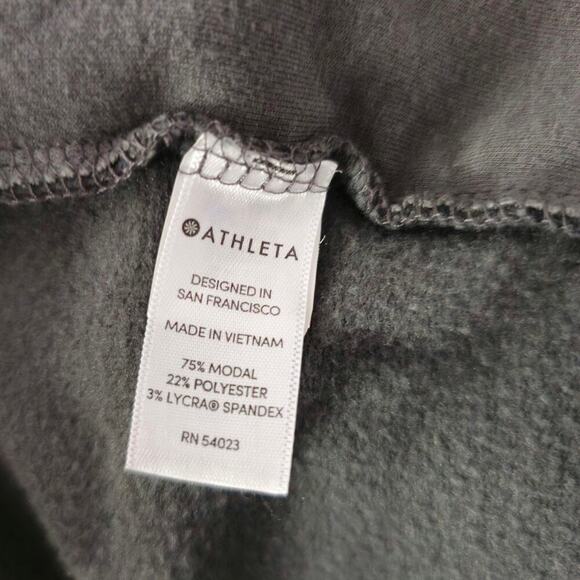 ATHLETA
DESIGNED IN
SAN FRANCISCO
MADE IN VIETNAM
75% MODAL
22% POLYESTER
3% LYCRA® SPANDEX
RN 54023